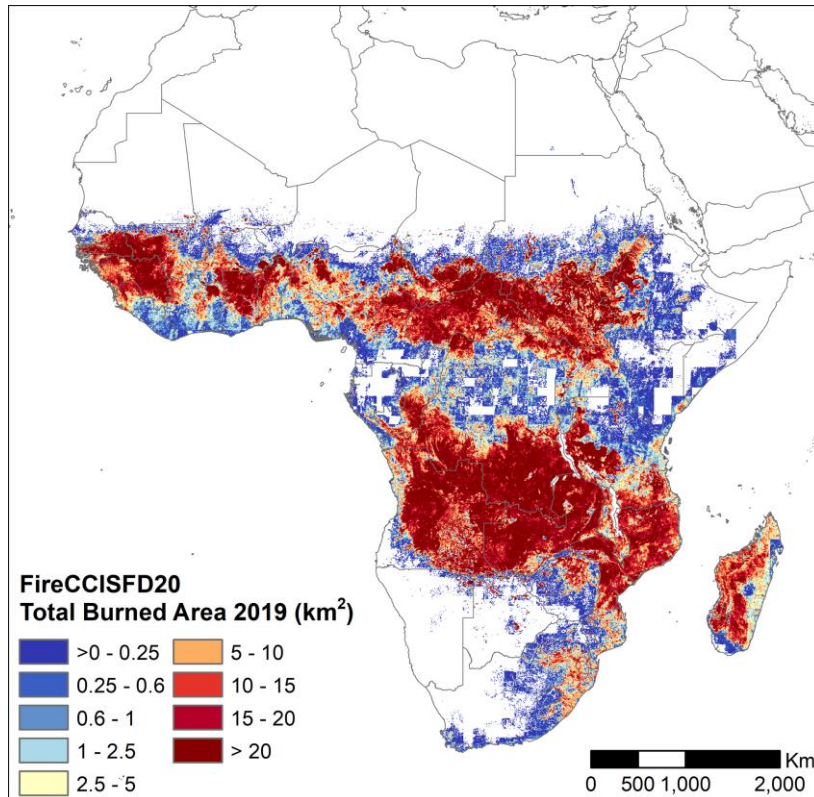 FireCCISFD20
Total Burned Area 2019 (km²)
>0 - 0.25
0.25 - 0.6
0.6 - 1
1 - 2.5
2.5 - 5
5 - 10
10 - 15
15 - 20
> 20
Km
0 500 1,000 2,000